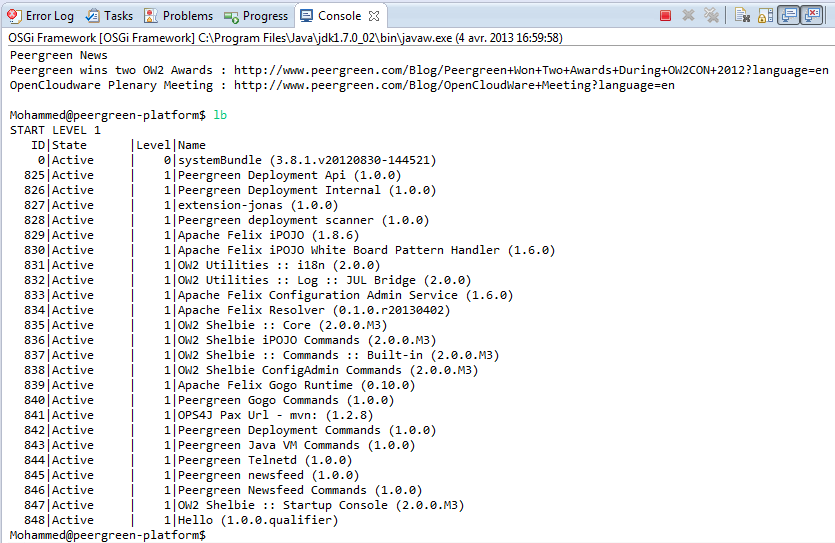 Error Log Tasks Problems Progress Console
OSGi Framework [OSGi Framework] C:\Program Files\Java\jdk1.7.0_02\bin\javaw.exe (4 avr. 2013 16:59:58)
Peergreen News
Peergreen wins two OW2 Awards : http://www.peergreen.com/Blog/Peergreen+Won+Two+Awards+During+OW2CON+2012?language=en
OpenCloudware Plenary Meeting : http://www.peergreen.com/Blog/OpenCloudWare+Meeting?language=en
Mohammed@peergreen-platform$ lb
START LEVEL 1
   ID|State      |Level|Name
    0|Active     |    0|systemBundle (3.8.1.v20120830-144521)
  825|Active     |    1|Peergreen Deployment Api (1.0.0)
  826|Active     |    1|Peergreen Deployment Internal (1.0.0)
  827|Active     |    1|extension-jonas (1.0.0)
  828|Active     |    1|Peergreen deployment scanner (1.0.0)
  829|Active     |    1|Apache Felix iPOJO (1.8.6)
  830|Active     |    1|Apache Felix iPOJO White Board Pattern Handler (1.6.0)
  831|Active     |    1|OW2 Utilities :: i18n (2.0.0)
  832|Active     |    1|OW2 Utilities :: Log :: JUL Bridge (2.0.0)
  833|Active     |    1|Apache Felix Configuration Admin Service (1.6.0)
  834|Active     |    1|Apache Felix Resolver (0.1.0.r20130402)
  835|Active     |    1|OW2 Shelbie :: Core (2.0.0.M3)
  836|Active     |    1|OW2 Shelbie iPOJO Commands (2.0.0.M3)
  837|Active     |    1|OW2 Shelbie :: Commands :: Built-in (2.0.0.M3)
  838|Active     |    1|OW2 Shelbie ConfigAdmin Commands (2.0.0.M3)
  839|Active     |    1|Apache Felix Gogo Runtime (0.10.0)
  840|Active     |    1|Peergreen Gogo Commands (1.0.0)
  841|Active     |    1|OPS4J Pax Url - mvn: (1.2.8)
  842|Active     |    1|Peergreen Deployment Commands (1.0.0)
  843|Active     |    1|Peergreen Java VM Commands (1.0.0)
  844|Active     |    1|Peergreen Telnetd (1.0.0)
  845|Active     |    1|Peergreen newsfeed (1.0.0)
  846|Active     |    1|Peergreen Newsfeed Commands (1.0.0)
  847|Active     |    1|OW2 Shelbie :: Startup Console (2.0.0.M3)
  848|Active     |    1|Hello (1.0.0.qualifier)
Mohammed@peergreen-platform$